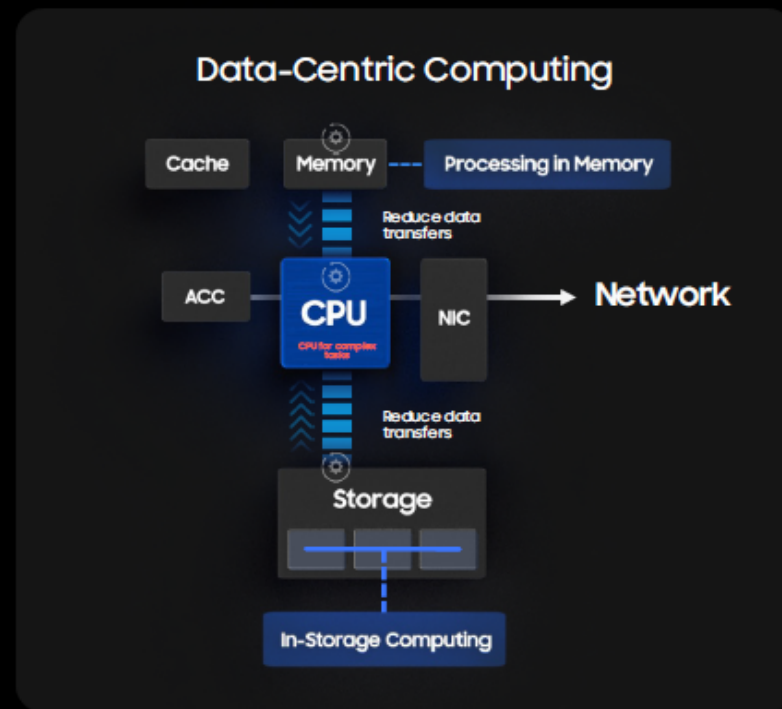 Data-Centric Computing
Cache
Memory
Processing in Memory
Reduce data
transfers
ACC
CPU
CPU for complex
tasks
NIC
Network
Reduce data
transfers
Storage
In-Storage Computing